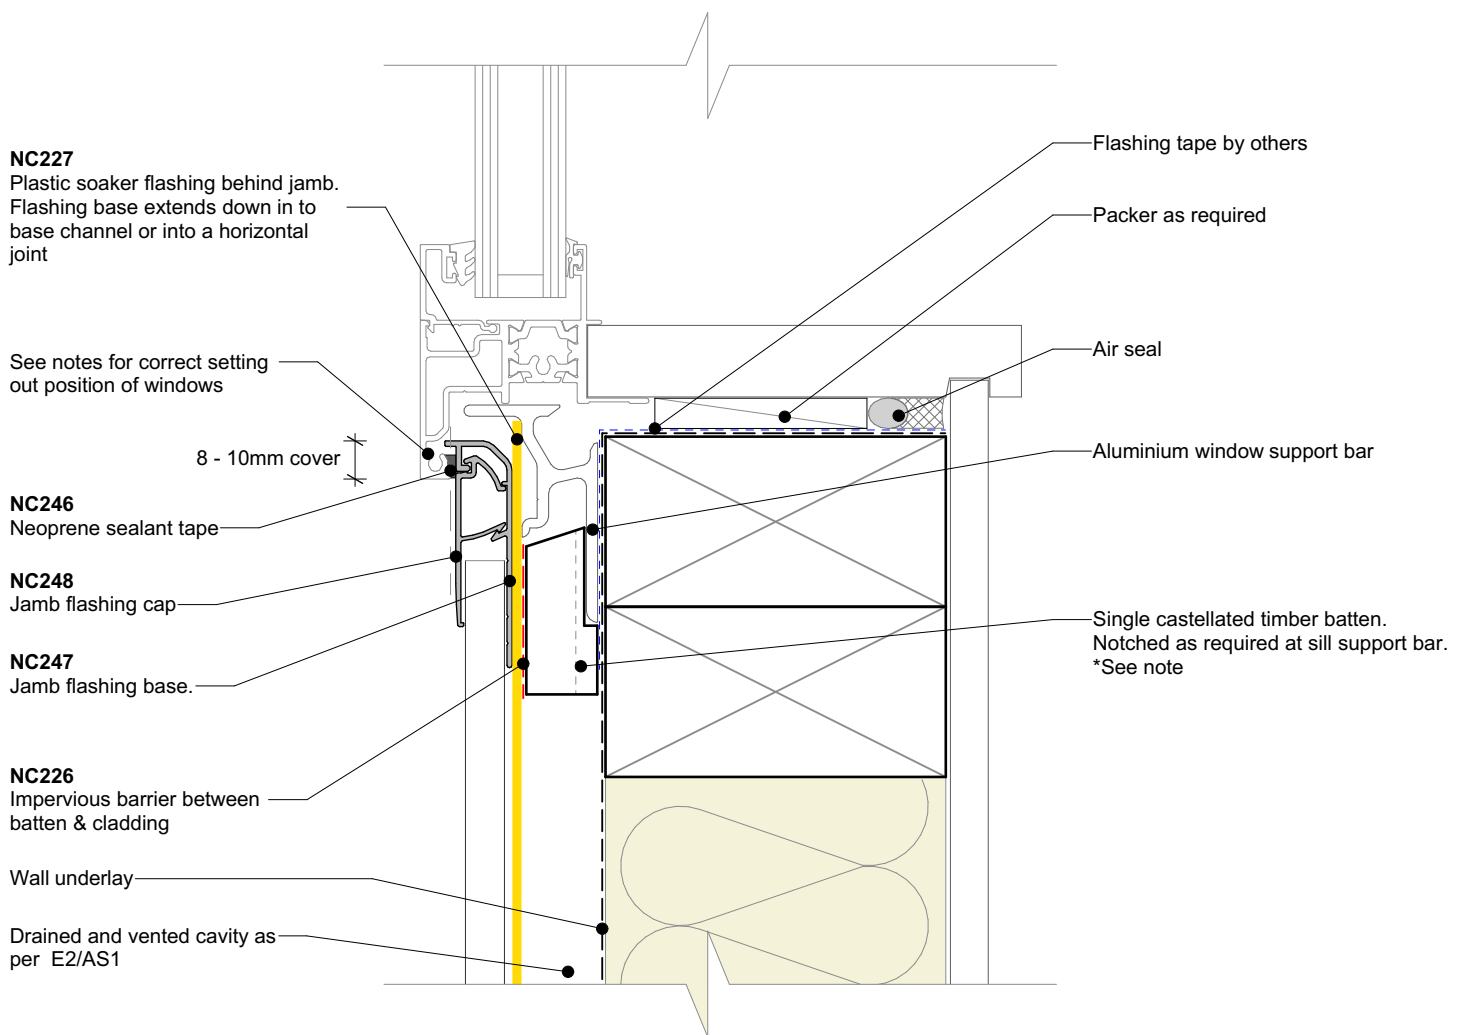 NC227
Plastic soaker flashing behind jamb.
Flashing base extends down in to
base channel or into a horizontal
joint
See notes for correct setting
out position of windows
8 - 10mm cover
NC246
Neoprene sealant tape
NC248
Jamb flashing cap
NC247
Jamb flashing base.
NC226
Impervious barrier between
batten & cladding
Wall underlay
Drained and vented cavity as
per E2/AS1
Flashing tape by others
Packer as required
Air seal
Aluminium window support bar
Single castellated timber batten.
Notched as required at sill support bar.
*See note